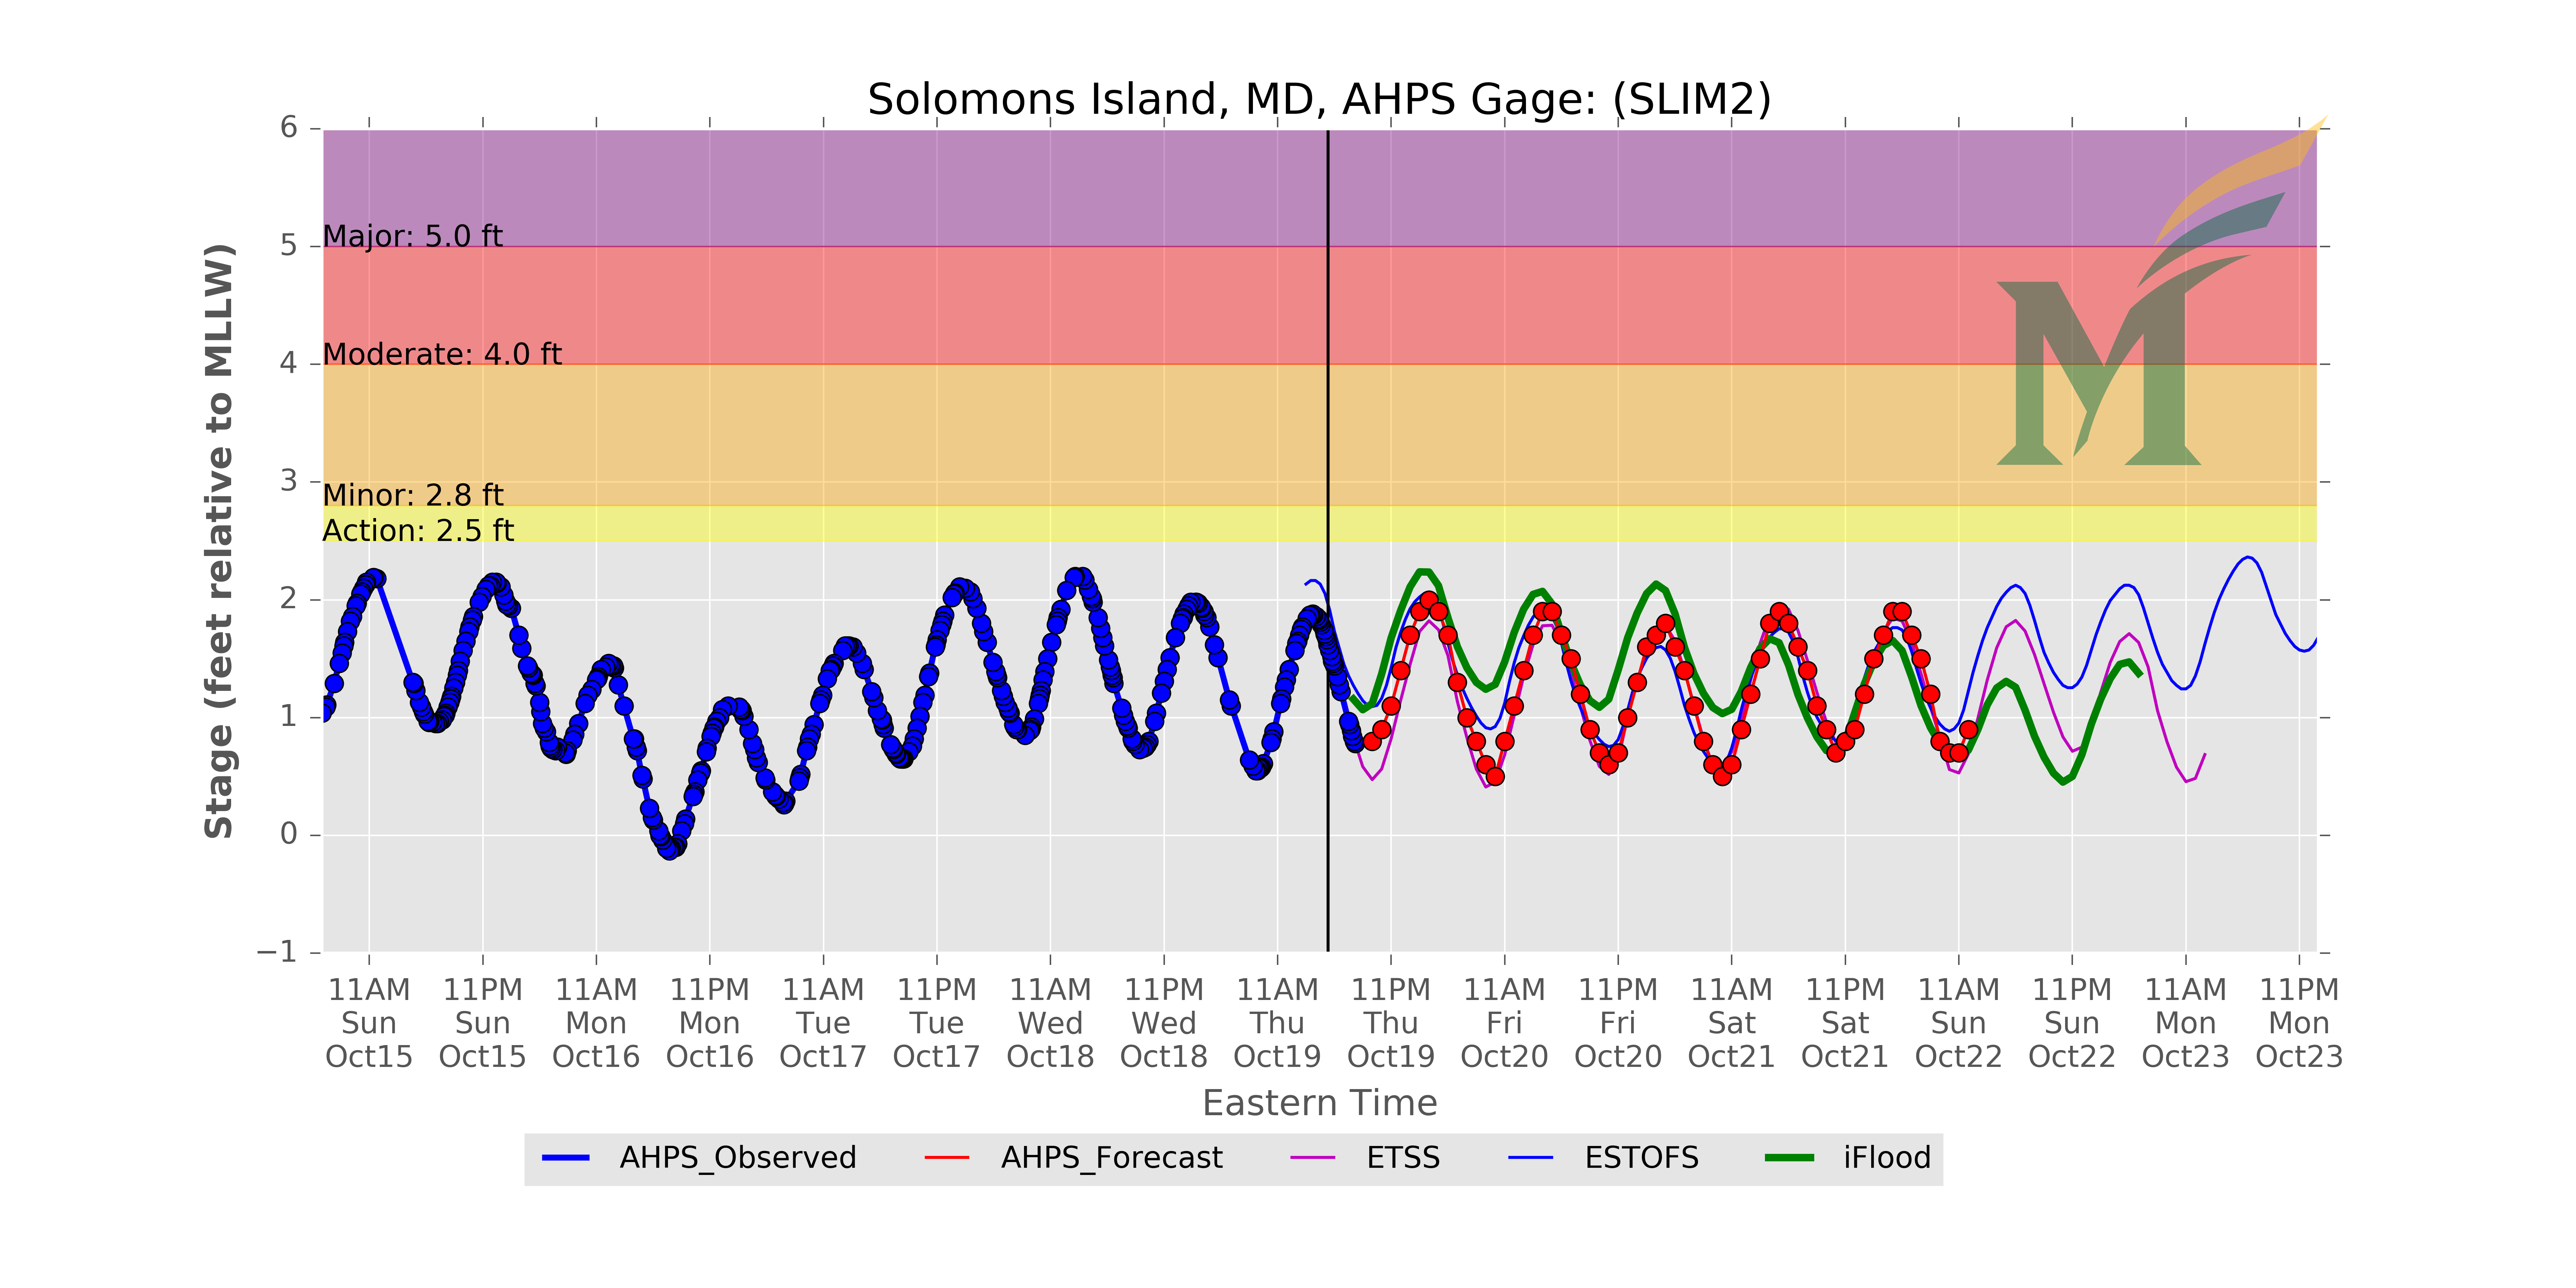 Solomons Island, MD, AHPS Gage: (SLIM2)
Stage (feet relative to MLLW)
6
5
4
3
2
1
0
−1
Major: 5.0 ft
Moderate: 4.0 ft
Minor: 2.8 ft
Action: 2.5 ft
M
11AM 11PM 11AM 11PM 11AM 11PM 11AM 11PM 11AM 11PM 11AM 11PM 11AM 11PM 11AM 11PM 11AM 11PM
Sun Sun Mon Mon Tue Tue Wed Wed Thu Thu Fri Fri Sat Sat Sun Sun Mon Mon
Oct15 Oct15 Oct16 Oct16 Oct17 Oct17 Oct18 Oct18 Oct19 Oct19 Oct20 Oct20 Oct21 Oct21 Oct22 Oct22 Oct23 Oct23
Eastern Time
AHPS_Observed AHPS_Forecast ETSS ESTOFS iFlood